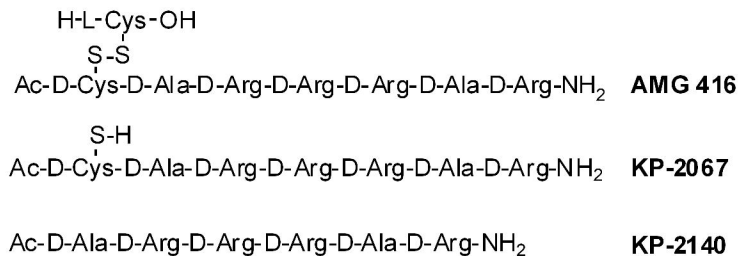 H-L-Cys-OH
S-S
Ac-D-Cys-D-Ala-D-Arg-D-Arg-D-Arg-D-Ala-D-Arg-NH2 AMG 416
S-H
Ac-D-Cys-D-Ala-D-Arg-D-Arg-D-Arg-D-Ala-D-Arg-NH2 KP-2067
Ac-D-Ala-D-Arg-D-Arg-D-Arg-D-Ala-D-Arg-NH2 KP-2140